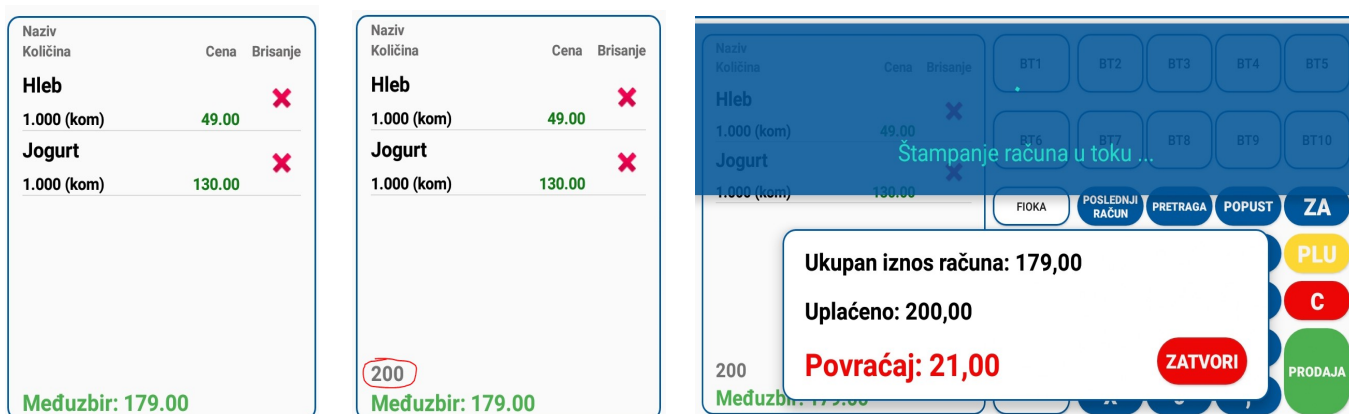 Naziv
Količina Cena Brisanje
Hleb
1.000 (kom) 49.00
Jogurt
1.000 (kom) 130.00
Međuzbir: 179.00
Naziv
Količina Cena Brisanje
Hleb
1.000 (kom) 49.00
Jogurt
1.000 (kom) 130.00
200
Međuzbir: 179.00
Naziv
Količina Cena Brisanje
Hleb
1.000 (kom) 49.00
Jogurt
1.000 (kom) 130.00
BT1 BT2 BT3 BT4 BT5
BT6 BT7 BT8 BT9 BT10
Štampanje računa u toku ...
FIOKA POSLEDNJI RAČUN PRETRAGA POPUST ZA
PLU
C
PRODAJA
Ukupan iznos računa: 179,00
Uplaćeno: 200,00
Povraćaj: 21,00 ZATVORI
200
Međuzbir: 179.00